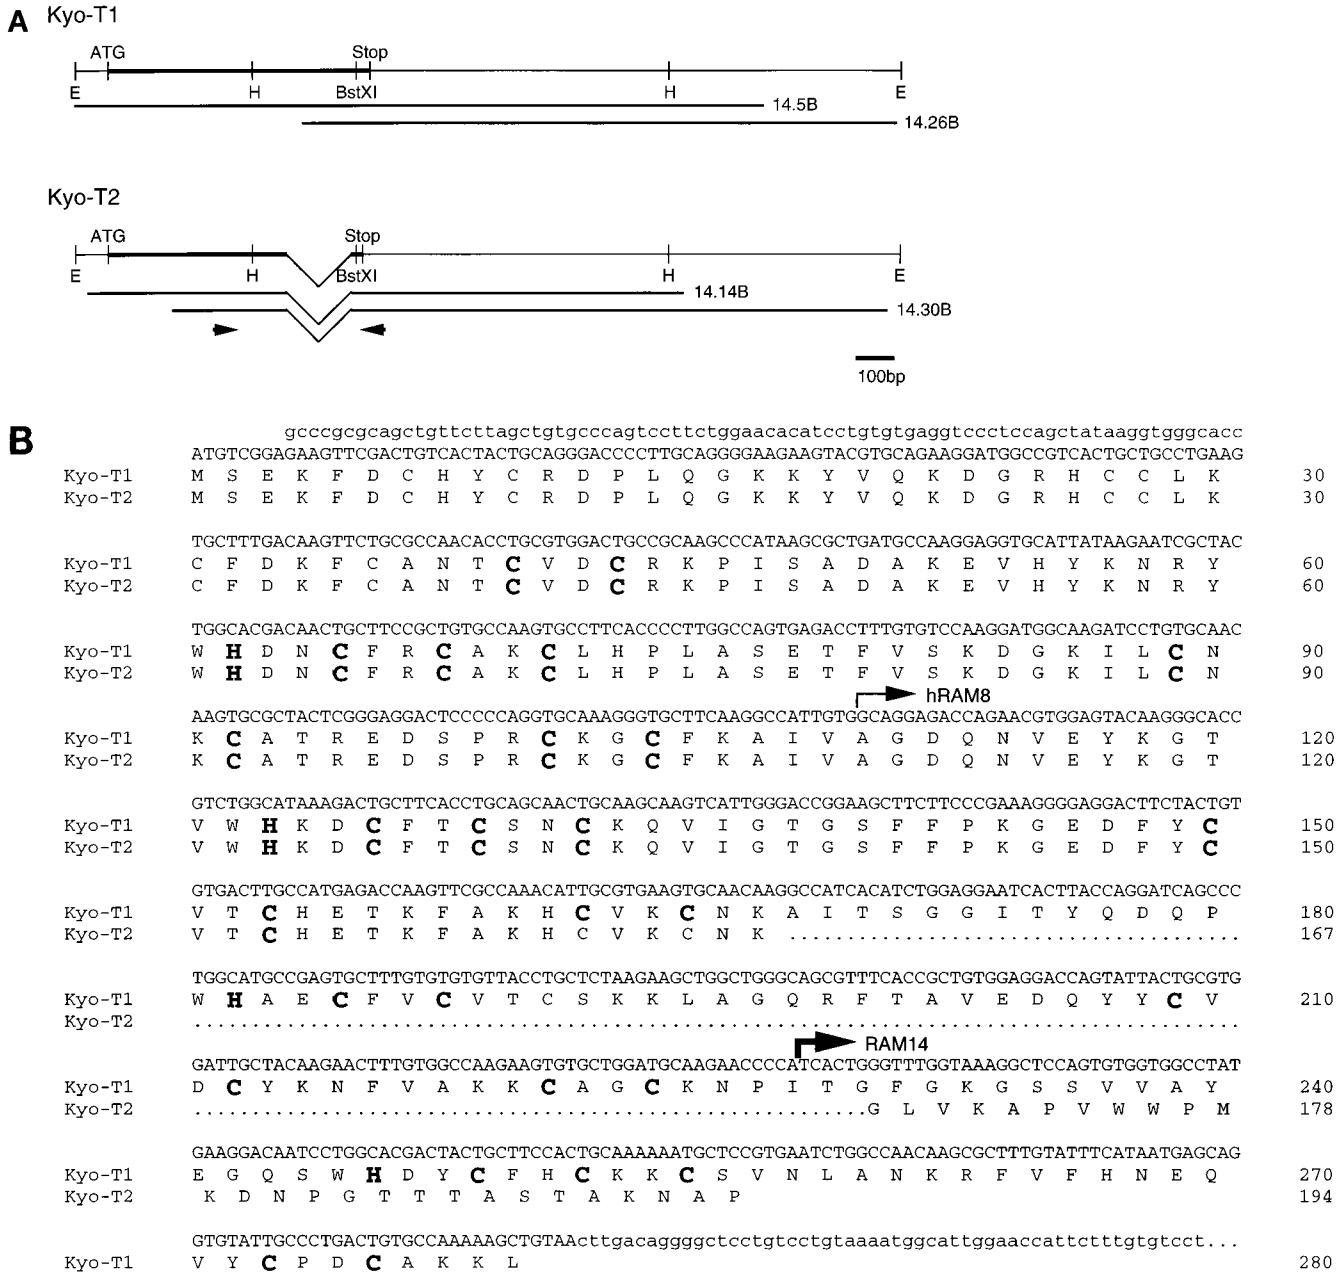 A
Kyo-T1
ATG Stop
E H BstXI H E
14.5B
14.26B
Kyo-T2
ATG Stop
E H BstXI H E
14.14B
14.30B
100bp
B
gcccgcgcagctgttcttagctgtgcccagtccttctggaacacatcctgtgtgaggtccctccagctataaggtgggcacc
ATGTCGGAGAAGTTCGACTGTCACTACTGCAGGGACCCCTTGCAGGGGAAGAAGTACGTGCAGAAGGATGGCCGTCACTGCTGCCTGAAG
Kyo-T1 M S E K F D C H Y C R D P L Q G K K Y V Q K D G R H C C L K 30
Kyo-T2 M S E K F D C H Y C R D P L Q G K K Y V Q K D G R H C C L K 30
TGCTTTGACAAGTTCTGCGCCAACACCTGCGTGGACTGCCGCAAGCCCATAAGCGCTGATGCCAAGGAGGTGCATTATAAGAATCGCTAC
Kyo-T1 C F D K F C A N T C V D C R K P I S A D A K E V H Y K N R Y 60
Kyo-T2 C F D K F C A N T C V D C R K P I S A D A K E V H Y K N R Y 60
TGGCACGACAACTGCTTCCGCTGTGCCAAGTGCCTTCACCCCTTGGCCAGTGAGACCTTTGTGTCCAAGGATGGCAAGATCCTGTGCAAC
Kyo-T1 W H D N C F R C A K C L H P L A S E T F V S K D G K I L C N 90
Kyo-T2 W H D N C F R C A K C L H P L A S E T F V S K D G K I L C N 90
hRAM8
AAGTGCGCTACTCGGGAGGACTCCCCCAGGTGCAAAGGGTGCTTCAAGGCCATTGTGGCAGGAGACCAGAACGTGGAGTACAAGGGCACC
Kyo-T1 K C A T R E D S P R C K G C F K A I V A G D Q N V E Y K G T 120
Kyo-T2 K C A T R E D S P R C K G C F K A I V A G D Q N V E Y K G T 120
GTCTGGCATAAAGACTGCTTCACCTGCAGCAACTGCAAGCAAGTCATTGGGACCGGAAGCTTCTTCCCGAAAGGGGAGGACTTCTACTGT
Kyo-T1 V W H K D C F T C S N C K Q V I G T G S F F P K G E D F Y C 150
Kyo-T2 V W H K D C F T C S N C K Q V I G T G S F F P K G E D F Y C 150
GTGACTTGCCATGAGACCAAGTTCGCCAAACATTGCGTGAAGTGCAACAAGGCCATCACATCTGGAGGAATCACTTACCAGGATCAGCCC
Kyo-T1 V T C H E T K F A K H C V K C N K A I T S G G I T Y Q D Q P 180
Kyo-T2 V T C H E T K F A K H C V K C N K ....................................... 167
TGGCATGCCGAGTGCTTTGTGTGTGTTACCTGCTCTAAGAAGCTGGCTGGGCAGCGTTTCACCGCTGTGGAGGACCAGTATTACTGCGTG
Kyo-T1 W H A E C F V C V T C S K K L A G Q R F T A V E D Q Y Y C V 210
Kyo-T2 ..........................................................................................
RAM14
GATTGCTACAAGAACTTTGTGGCCAAGAAGTGTGCTGGATGCAAGAACCCCATCACTGGGTTTGGTAAAGGCTCCAGTGTGGTGGCCTAT
Kyo-T1 D C Y K N F V A K K C A G C K N P I T G F G K G S S V V A Y 240
Kyo-T2 ..........................................................G L V K A P V W W P M 178
GAAGGACAATCCTGGCACGACTACTGCTTCCACTGCAAAAAATGCTCCGTGAATCTGGCCAACAAGCGCTTTGTATTTCATAATGAGCAG
Kyo-T1 E G Q S W H D Y C F H C K K C S V N L A N K R F V F H N E Q 270
Kyo-T2 K D N P G T T T A S T A K N A P 194
GTGTATTGCCCTGACTGTGCCAAAAAGCTGTAActtgacaggggctcctgtcctgtaaaatggcattggaaccattctttgtgtcct...
Kyo-T1 V Y C P D C A K K L 280